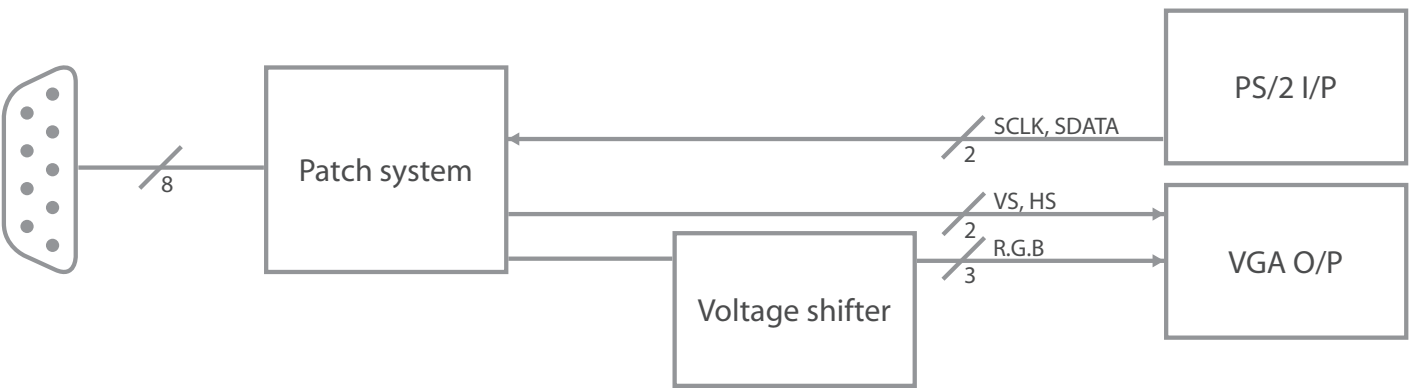 PS/2 I/P
SCLK, SDATA
2
Patch system
8
VS, HS
2
R.G.B
3
VGA O/P
Voltage shifter